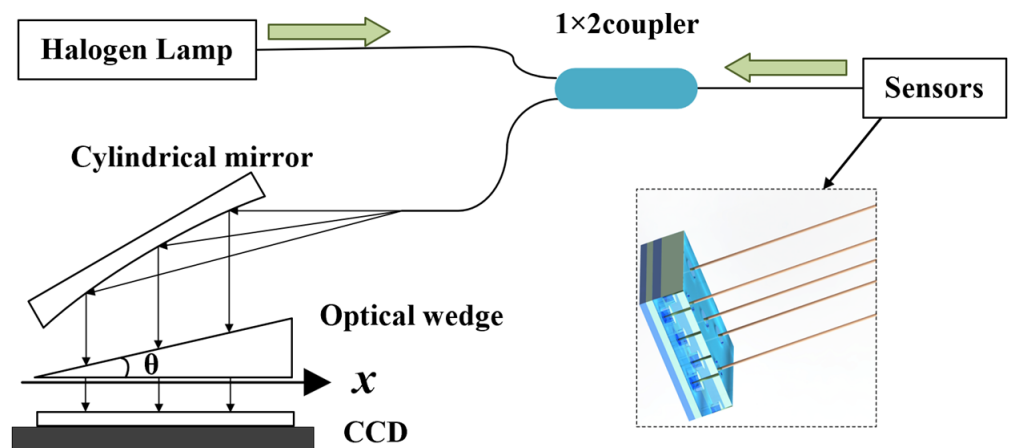 1×2coupler
Halogen Lamp
Sensors
Cylindrical mirror
Optical wedge
θ
x
CCD